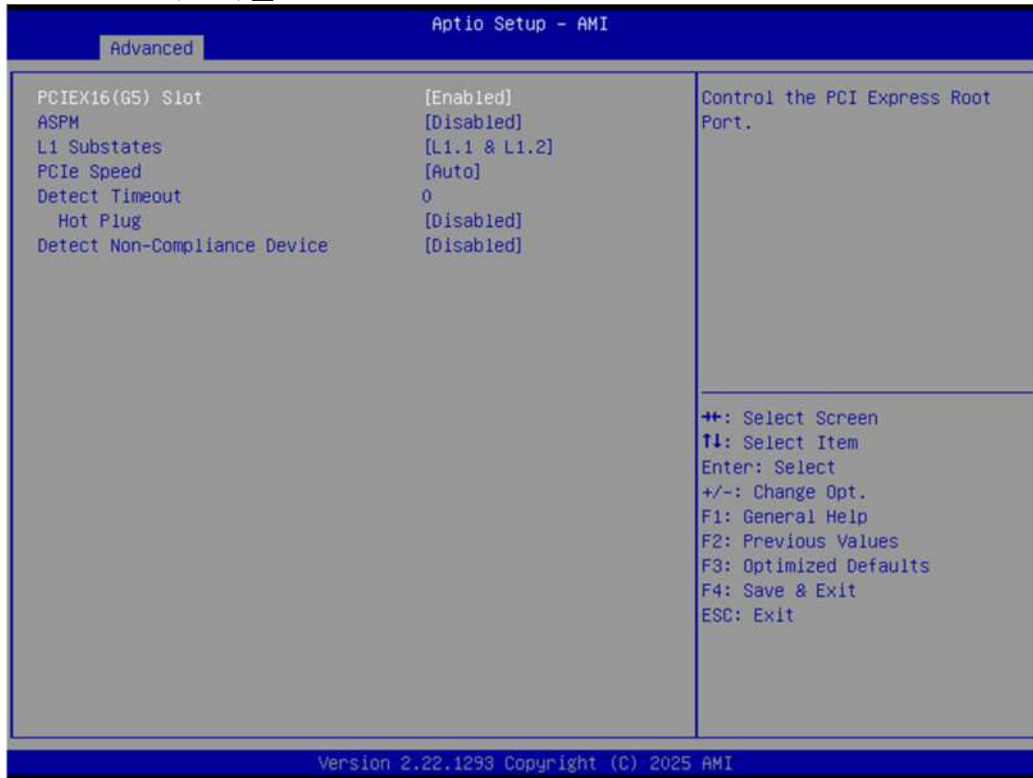 Aptio Setup – AMI
Advanced
PCIEX16(G5) Slot [Enabled]
ASPM [Disabled]
L1 Substates [L1.1 & L1.2]
PCIe Speed [Auto]
Detect Timeout 0
Hot Plug [Disabled]
Detect Non-Compliance Device [Disabled]
Control the PCI Express Root
Port.
→←: Select Screen
↑↓: Select Item
Enter: Select
+/-: Change Opt.
F1: General Help
F2: Previous Values
F3: Optimized Defaults
F4: Save & Exit
ESC: Exit
Version 2.22.1293 Copyright (C) 2025 AMI